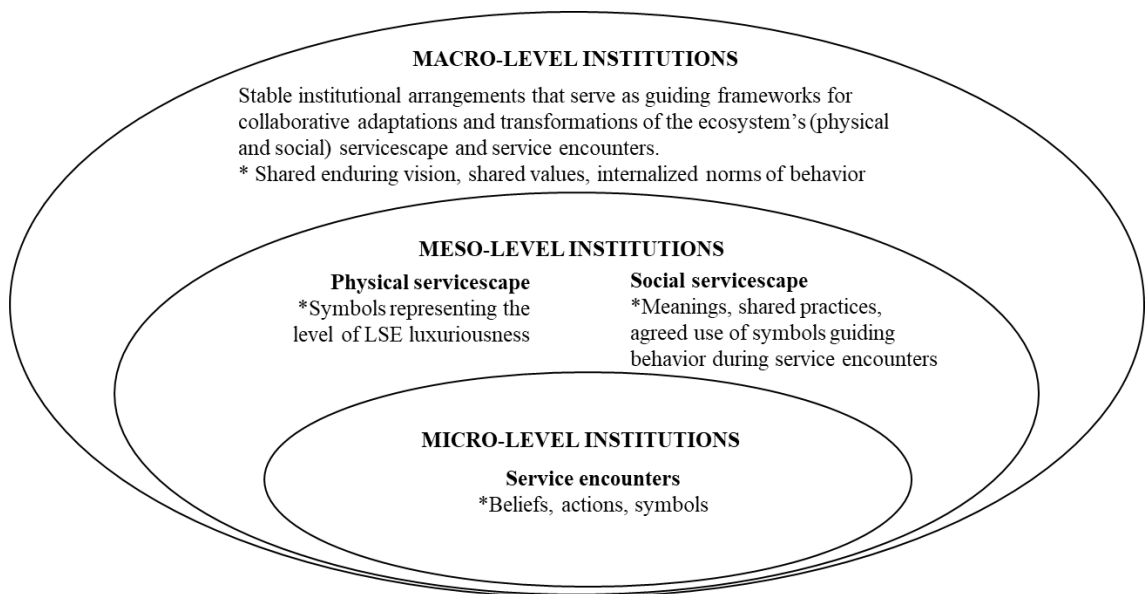 MACRO-LEVEL INSTITUTIONS
Stable institutional arrangements that serve as guiding frameworks for
collaborative adaptations and transformations of the ecosystem's (physical
and social) servicescape and service encounters.
* Shared enduring vision, shared values, internalized norms of behavior
MESO-LEVEL INSTITUTIONS
Physical servicescape
*Symbols representing the
level of LSE luxuriousness
Social servicescape
*Meanings, shared practices,
agreed use of symbols guiding
behavior during service encounters
MICRO-LEVEL INSTITUTIONS
Service encounters
*Beliefs, actions, symbols